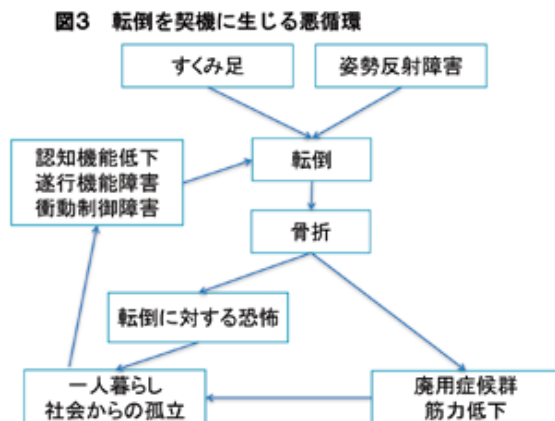 図3 転倒を契機に生じる悪循環
すくみ足
姿勢反射障害
認知機能低下
遂行機能障害
衝動制御障害
転倒
骨折
転倒に対する恐怖
一人暮らし
社会からの孤立
廃用症候群
筋力低下